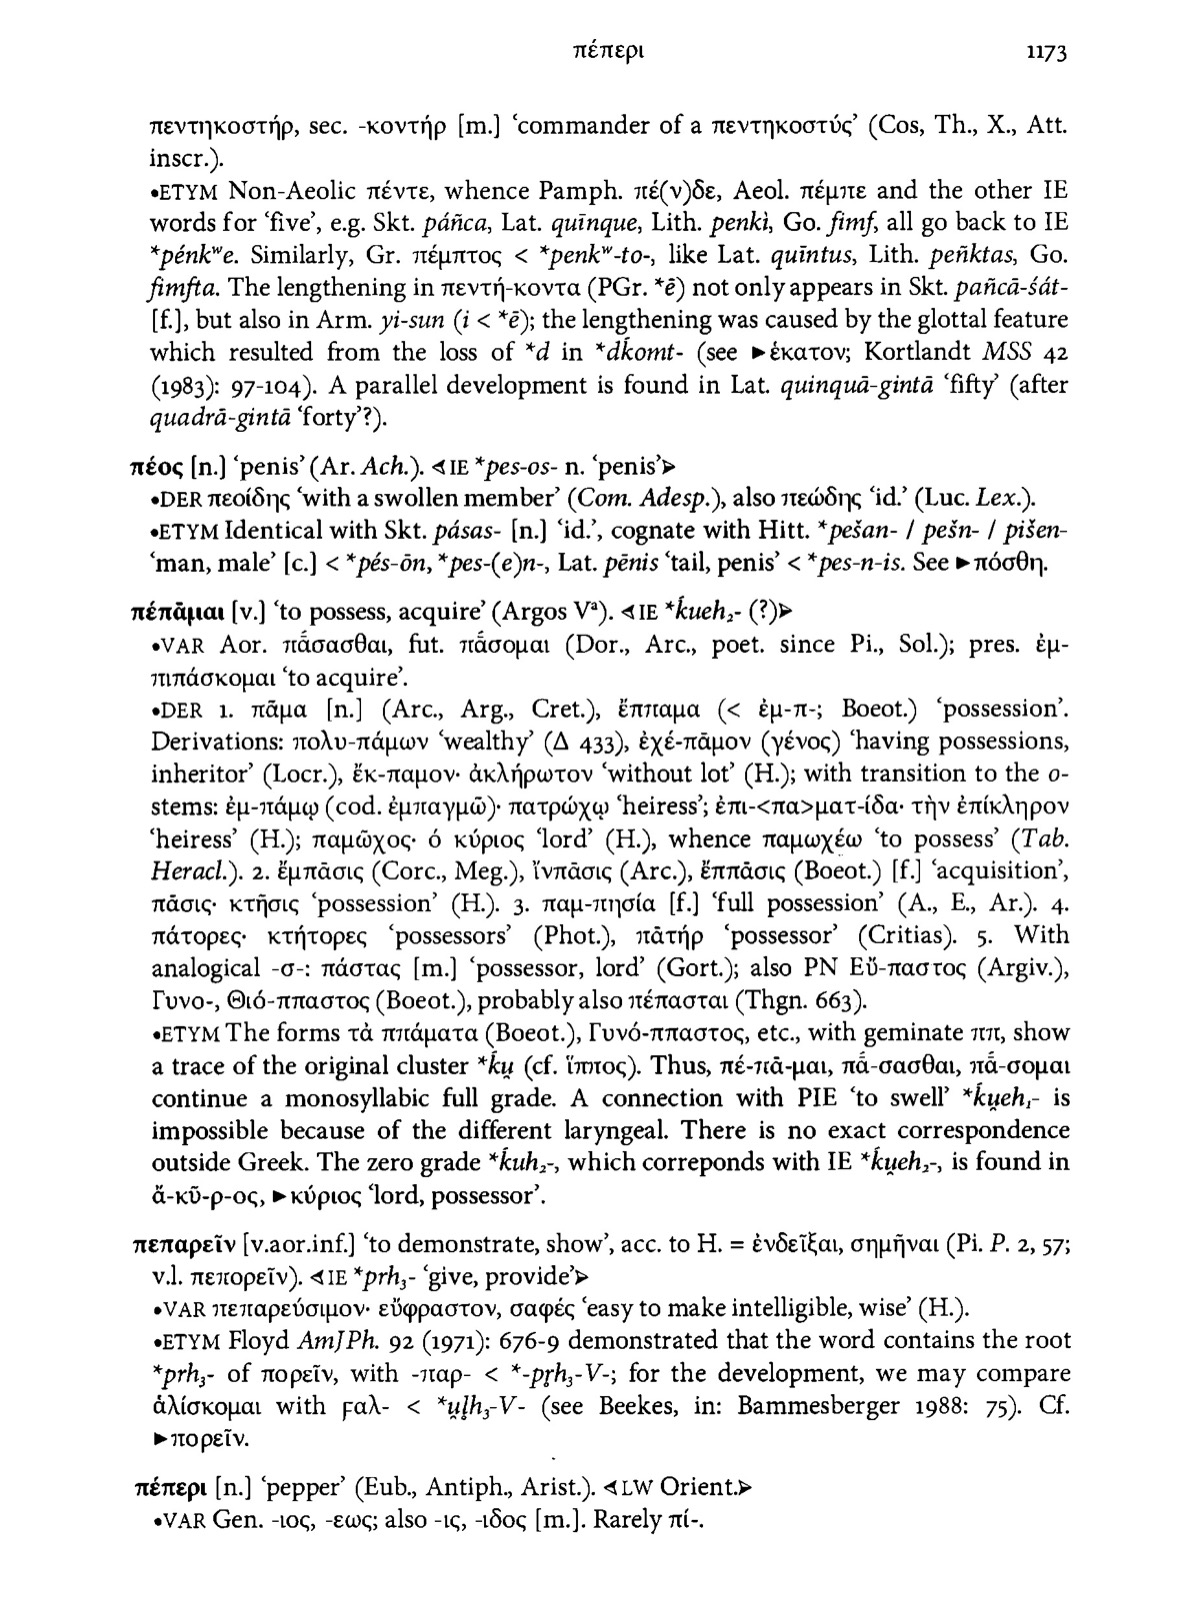 πέπερι 1173
πεντηκοστήρ, sec. -κοντήρ [m.] ‘commander of a πεντηκοστύς’ (Cos, Th., X., Att.
inscr.).
•ETYM Non-Aeolic πέντε, whence Pamph. πέ(ν)δε, Aeol. πέμπε and the other IE
words for ‘five’, e.g. Skt. páñca, Lat. quīnque, Lith. penkì, Go. fimf, all go back to IE
*pénkʷe. Similarly, Gr. πέμπτος < *penkʷ-to-, like Lat. quīntus, Lith. peñktas, Go.
fimfta. The lengthening in πεντή-κοντα (PGr. *ē) not only appears in Skt. pañcā-śát-
[f.], but also in Arm. yi-sun (i < *ē); the lengthening was caused by the glottal feature
which resulted from the loss of *d in *dḱomt- (see ►ἑκατον; Kortlandt MSS 42
(1983): 97-104). A parallel development is found in Lat. quinquā-gintā ‘fifty’ (after
quadrā-gintā ‘forty’?).
πέος [n.] ‘penis’ (Ar. Ach.). ⊰IE *pes-os- n. ‘penis’⊱
•DER πεοίδης ‘with a swollen member’ (Com. Adesp.), also πεώδης ‘id.’ (Luc. Lex.).
•ETYM Identical with Skt. pásas- [n.] ‘id.’, cognate with Hitt. *pešan- / pešn- / pišen-
‘man, male’ [c.] < *pés-ōn, *pes-(e)n-, Lat. pēnis ‘tail, penis’ < *pes-n-is. See ►πόσθη.
πέπᾱμαι [v.] ‘to possess, acquire’ (Argos Vᵃ). ⊰IE *ḱueh₂- (?)⊱
•VAR Aor. πᾱ́σασθαι, fut. πᾱ́σομαι (Dor., Arc., poet. since Pi., Sol.); pres. ἐμ-
πιπάσκομαι ‘to acquire’.
•DER 1. πᾶμα [n.] (Arc., Arg., Cret.), ἔππαμα (< ἐμ-π-; Boeot.) ‘possession’.
Derivations: πολυ-πάμων ‘wealthy’ (Δ 433), ἐχέ-πᾱμον (γένος) ‘having possessions,
inheritor’ (Locr.), ἔκ-παμον· ἀκλήρωτον ‘without lot’ (H.); with transition to the o-
stems: ἐμ-πάμῳ (cod. ἐμπαγμῶ)· πατρώχῳ ‘heiress’; ἐπι-<πα>ματ-ίδα· τὴν ἐπίκληρον
‘heiress’ (H.); παμῶχος· ὁ κύριος ‘lord’ (H.), whence παμωχέω ‘to possess’ (Tab.
Heracl.). 2. ἔμπᾱσις (Corc., Meg.), ἴνπᾱσις (Arc.), ἔππᾱσις (Boeot.) [f.] ‘acquisition’,
πᾶσις· κτῆσις ‘possession’ (H.). 3. παμ-πησία [f.] ‘full possession’ (A., E., Ar.). 4.
πάτορες· κτήτορες ‘possessors’ (Phot.), πᾱτήρ ‘possessor’ (Critias). 5. With
analogical -σ-: πάστας [m.] ‘possessor, lord’ (Gort.); also PN Εὔ-παστος (Argiv.),
Γυνο-, Θιό-ππαστος (Boeot.), probably also πέπασται (Thgn. 663).
•ETYM The forms τὰ ππάματα (Boeot.), Γυνό-ππαστος, etc., with geminate ππ, show
a trace of the original cluster *ḱu̯ (cf. ἵππος). Thus, πέ-πᾱ-μαι, πᾱ́-σασθαι, πᾱ́-σομαι
continue a monosyllabic full grade. A connection with PIE ‘to swell’ *ḱu̯eh₁- is
impossible because of the different laryngeal. There is no exact correspondence
outside Greek. The zero grade *ḱuh₂-, which correponds with IE *ḱu̯eh₂-, is found in
ἄ-κῡ-ρ-ος, ►κύριος ‘lord, possessor’.
πεπαρεῖν [v.aor.inf.] ‘to demonstrate, show’, acc. to H. = ἐνδεῖξαι, σημῆναι (Pi. P. 2, 57;
v.l. πεπορεῖν). ⊰IE *prh₃- ‘give, provide’⊱
•VAR πεπαρεύσιμον· εὔφραστον, σαφές ‘easy to make intelligible, wise’ (H.).
•ETYM Floyd AmJPh. 92 (1971): 676-9 demonstrated that the word contains the root
*prh₃- of πορεῖν, with -παρ- < *-pr̥h₃-V-; for the development, we may compare
ἁλίσκομαι with ϝαλ- < *u̯l̥h₃-V- (see Beekes, in: Bammesberger 1988: 75). Cf.
►πορεῖν.
πέπερι [n.] ‘pepper’ (Eub., Antiph., Arist.). ⊰LW Orient.⊱
•VAR Gen. -ιος, -εως; also -ις, -ιδος [m.]. Rarely πί-.